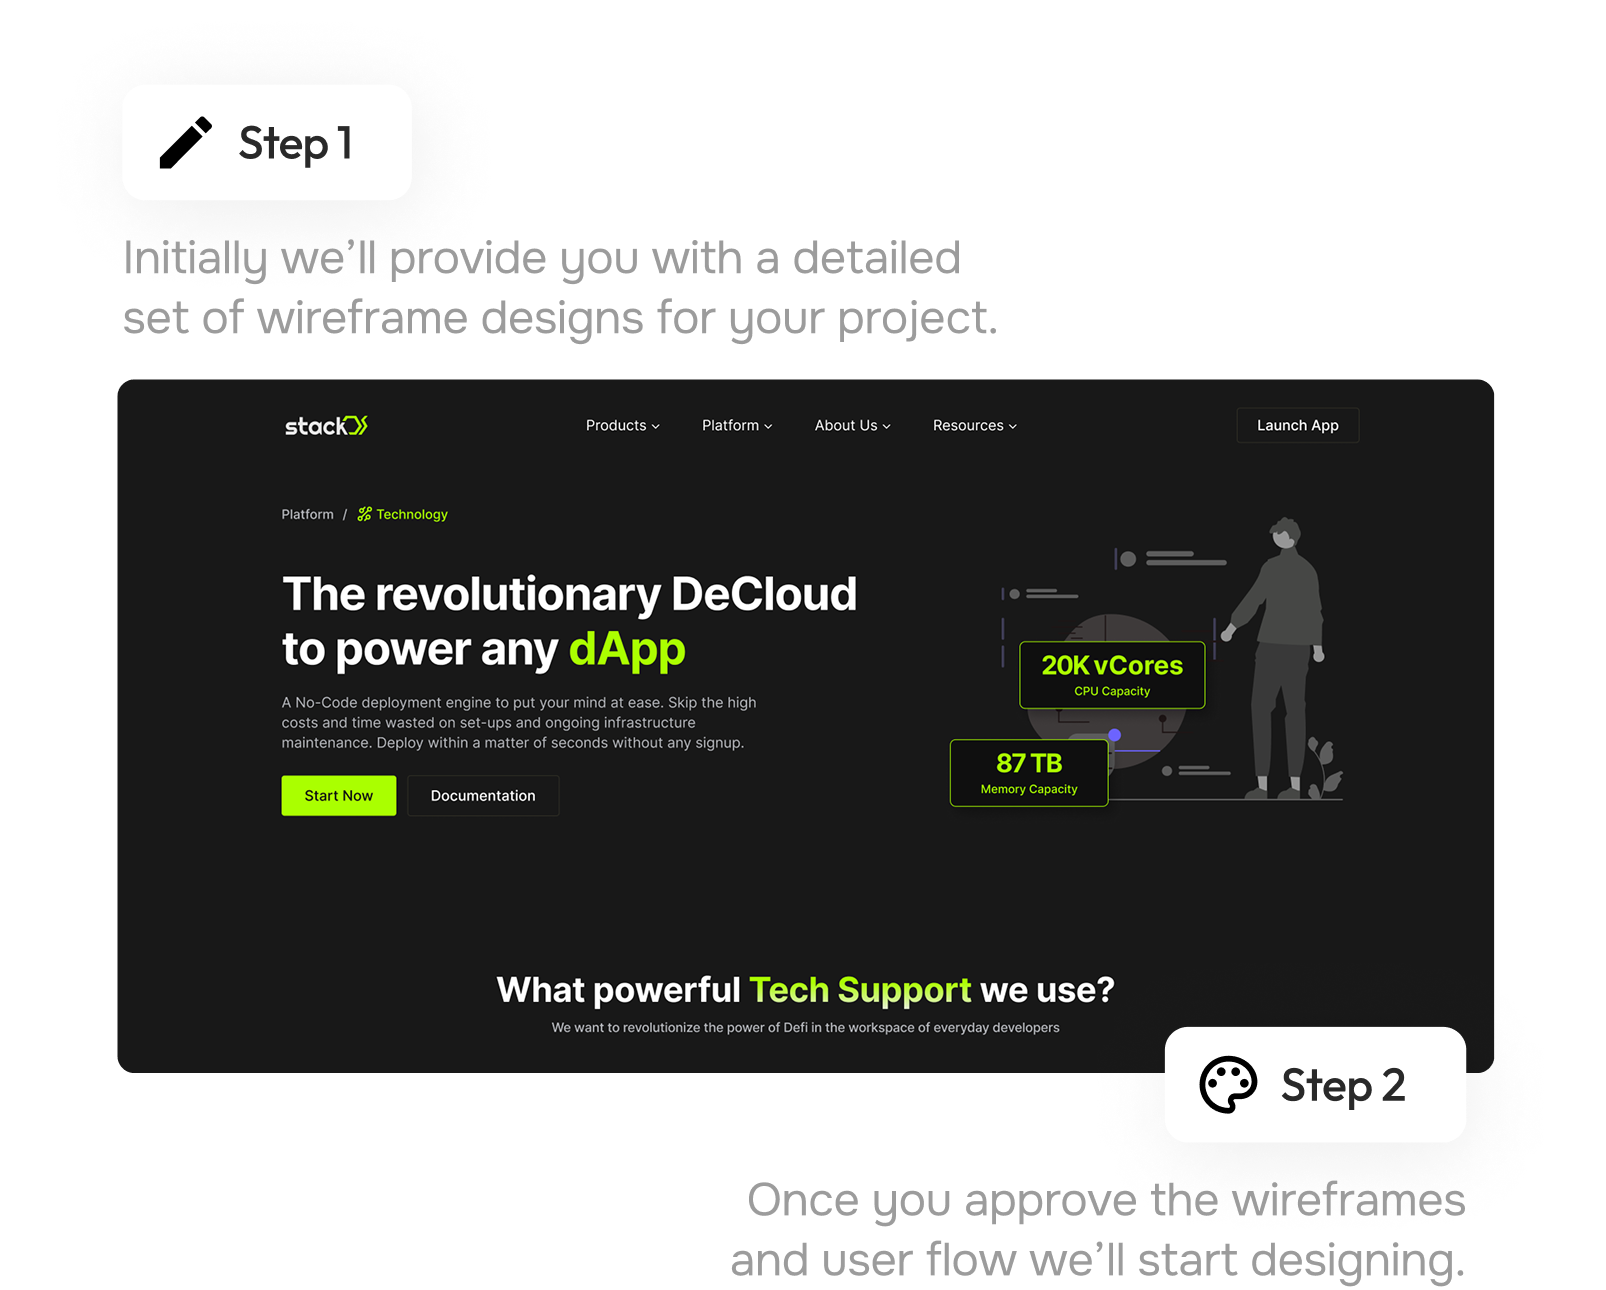 Step 1
Initially we’ll provide you with a detailed
set of wireframe designs for your project.
stackOS
Products
Platform
About Us
Resources
Launch App
Platform / Technology
The revolutionary DeCloud
to power any dApp
A No-Code deployment engine to put your mind at ease. Skip the high
costs and time wasted on set-ups and ongoing infrastructure
maintenance. Deploy within a matter of seconds without any signup.
Start Now
Documentation
20K vCores
CPU Capacity
87 TB
Memory Capacity
What powerful Tech Support we use?
We want to revolutionize the power of Defi in the workspace of everyday developers
Step 2
Once you approve the wireframes
and user flow we’ll start designing.